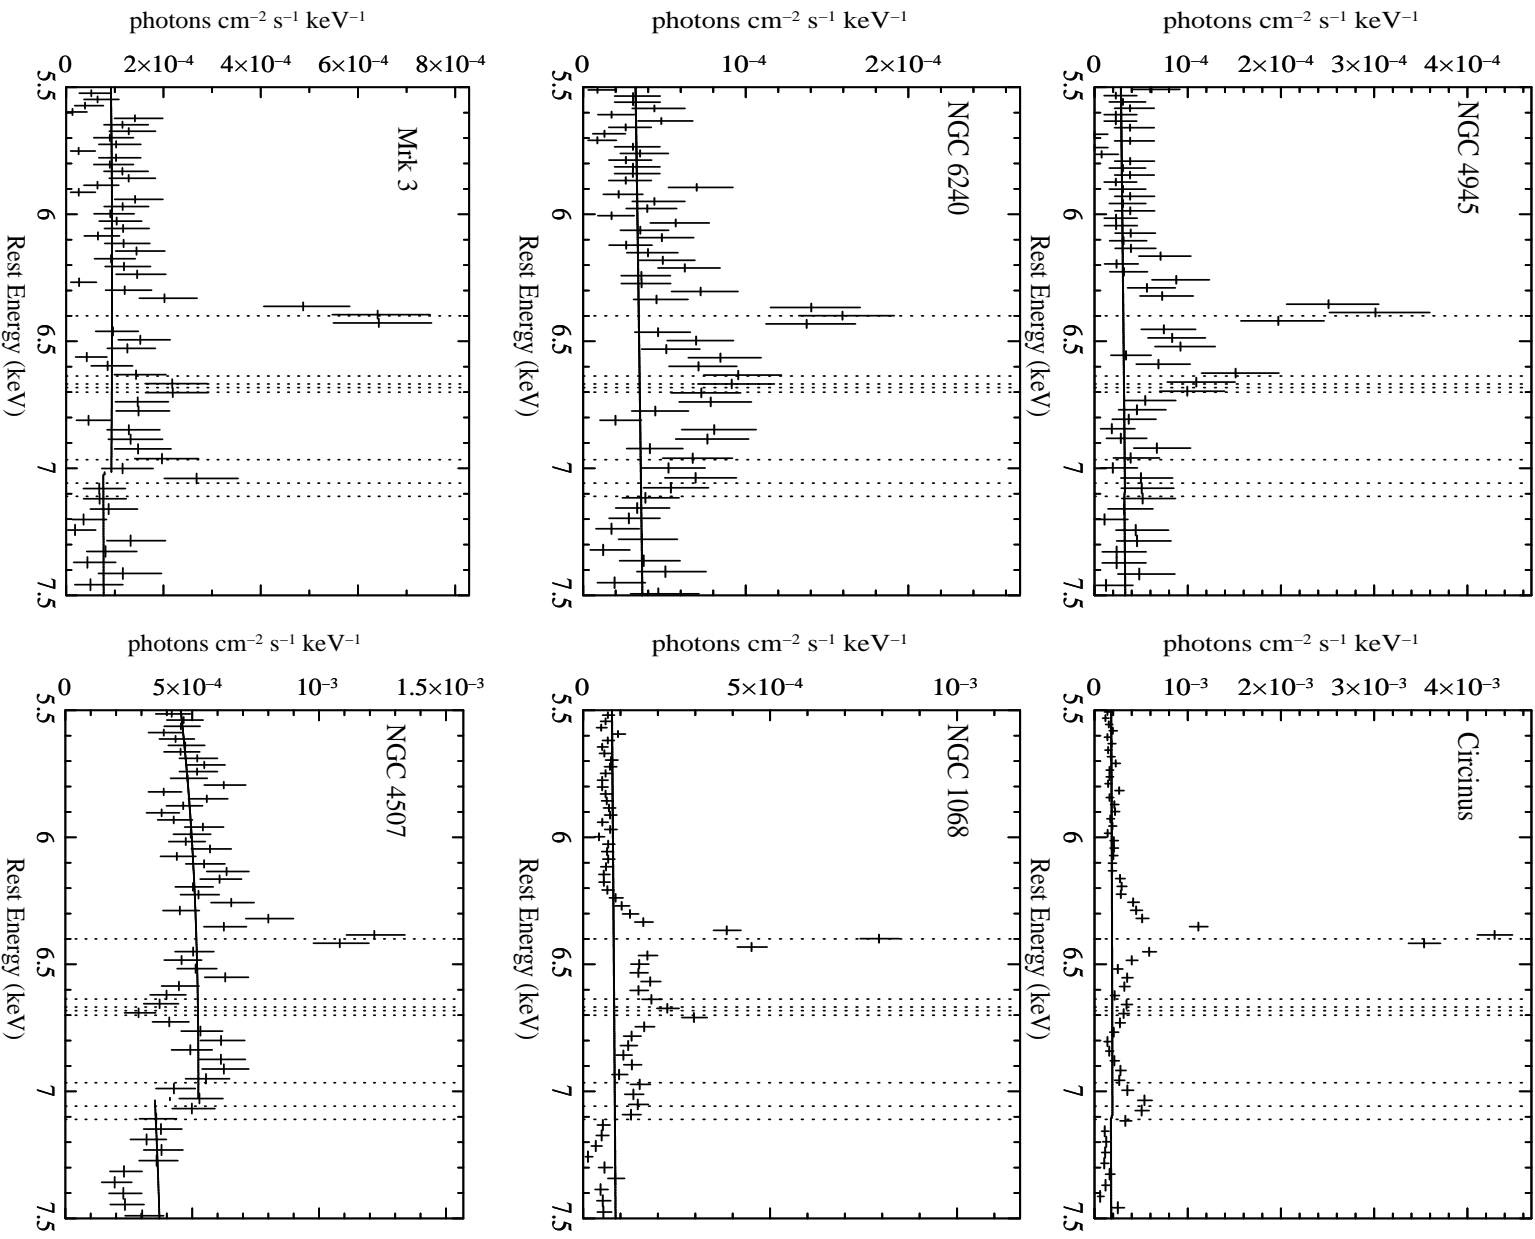 photons cm⁻² s⁻¹ keV⁻¹
0 2×10⁻⁴ 4×10⁻⁴ 6×10⁻⁴ 8×10⁻⁴
Mrk 3
5.5 6 6.5 7 7.5
Rest Energy (keV)
photons cm⁻² s⁻¹ keV⁻¹
0 10⁻⁴ 2×10⁻⁴
NGC 6240
5.5 6 6.5 7 7.5
Rest Energy (keV)
photons cm⁻² s⁻¹ keV⁻¹
0 10⁻⁴ 2×10⁻⁴ 3×10⁻⁴ 4×10⁻⁴
NGC 4945
5.5 6 6.5 7 7.5
Rest Energy (keV)
photons cm⁻² s⁻¹ keV⁻¹
0 5×10⁻⁴ 10⁻³ 1.5×10⁻³
NGC 4507
5.5 6 6.5 7 7.5
Rest Energy (keV)
photons cm⁻² s⁻¹ keV⁻¹
0 5×10⁻⁴ 10⁻³
NGC 1068
5.5 6 6.5 7 7.5
Rest Energy (keV)
photons cm⁻² s⁻¹ keV⁻¹
0 10⁻³ 2×10⁻³ 3×10⁻³ 4×10⁻³
Circinus
5.5 6 6.5 7 7.5
Rest Energy (keV)